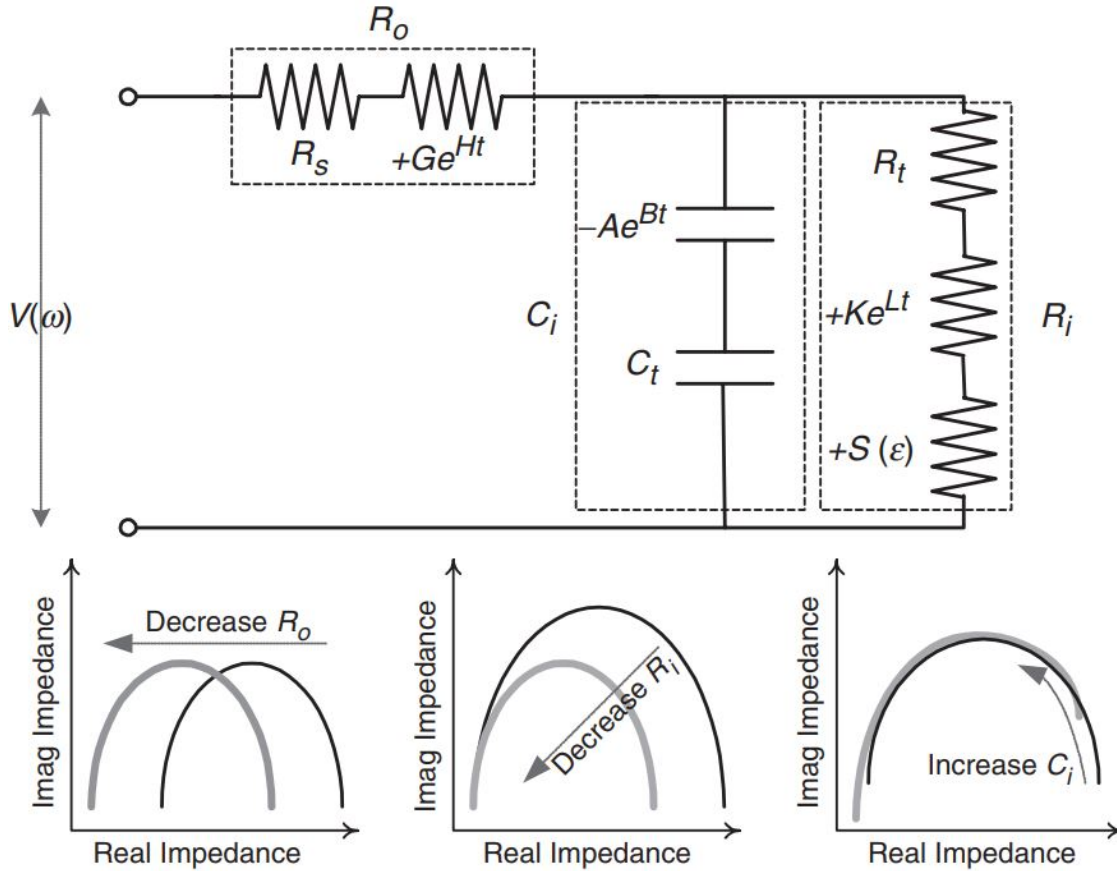 R_o
R_s
+Ge^{Ht}
−Ae^{Bt}
C_t
C_i
R_t
+Ke^{Lt}
+S (ε)
R_i
V(ω)
Imag Impedance
Decrease R_o
Real Impedance
Imag Impedance
Decrease R_i
Real Impedance
Imag Impedance
Increase C_i
Real Impedance